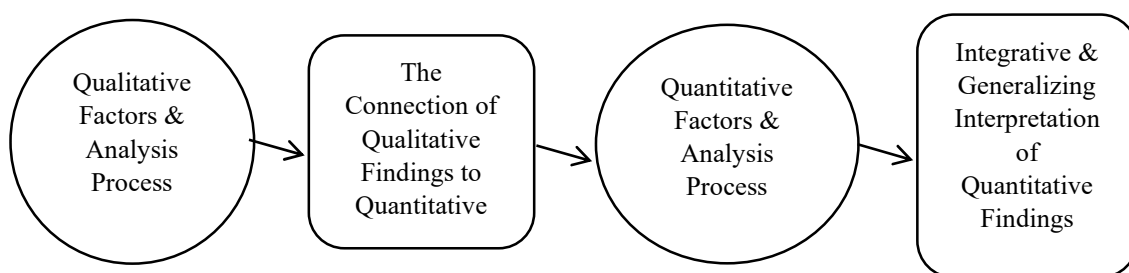 Qualitative
Factors &
Analysis
Process
The
Connection of
Qualitative
Findings to
Quantitative
Quantitative
Factors &
Analysis
Process
Integrative &
Generalizing
Interpretation
of
Quantitative
Findings